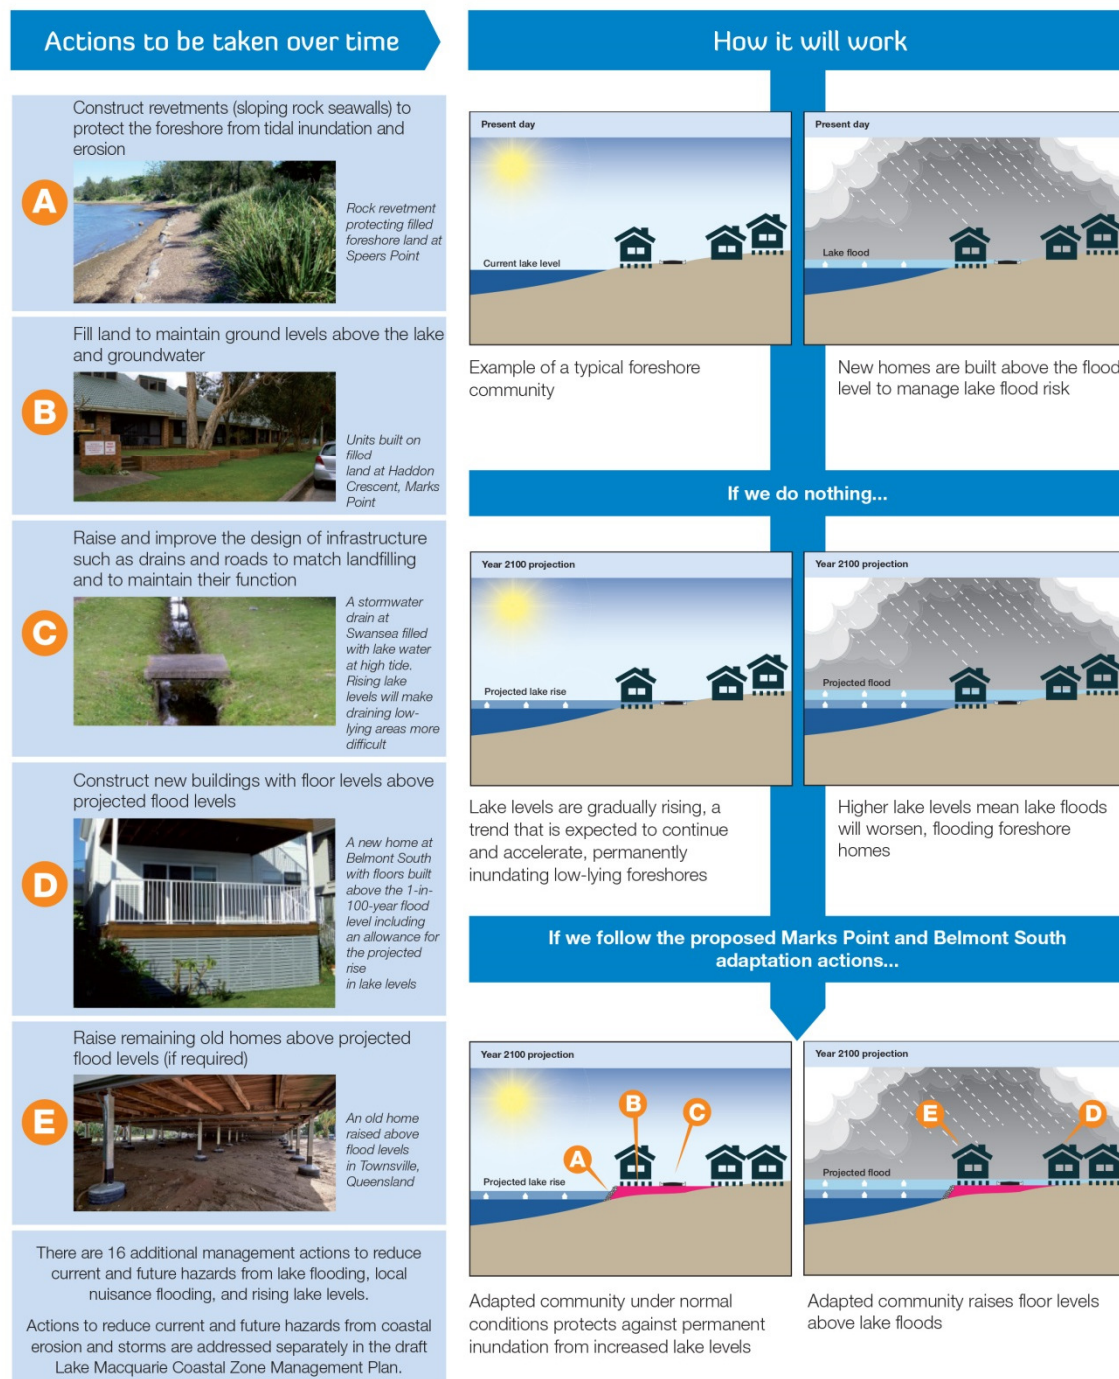 Actions to be taken over time
Construct revetments (sloping rock seawalls) to
protect the foreshore from tidal inundation and
erosion
A
Rock revetment
protecting filled
foreshore land at
Speers Point
Fill land to maintain ground levels above the lake
and groundwater
B
Units built on
filled
land at Haddon
Crescent, Marks
Point
Raise and improve the design of infrastructure
such as drains and roads to match landfilling
and to maintain their function
C
A stormwater
drain at
Swansea filled
with lake water
at high tide.
Rising lake
levels will make
draining low-
lying areas more
difficult
Construct new buildings with floor levels above
projected flood levels
D
A new home at
Belmont South
with floors built
above the 1-in-
100-year flood
level including
an allowance for
the projected
rise
in lake levels
Raise remaining old homes above projected
flood levels (if required)
E
An old home
raised above
flood levels
in Townsville,
Queensland
There are 16 additional management actions to reduce
current and future hazards from lake flooding, local
nuisance flooding, and rising lake levels.
Actions to reduce current and future hazards from coastal
erosion and storms are addressed separately in the draft
Lake Macquarie Coastal Zone Management Plan.
How it will work
Present day
Current lake level
Example of a typical foreshore
community
Present day
Lake flood
New homes are built above the flood
level to manage lake flood risk
If we do nothing...
Year 2100 projection
Projected lake rise
Lake levels are gradually rising, a
trend that is expected to continue
and accelerate, permanently
inundating low-lying foreshores
Year 2100 projection
Projected flood
Higher lake levels mean lake floods
will worsen, flooding foreshore
homes
If we follow the proposed Marks Point and Belmont South
adaptation actions...
Year 2100 projection
B
C
A
Projected lake rise
Adapted community under normal
conditions protects against permanent
inundation from increased lake levels
Year 2100 projection
E
D
Projected flood
Adapted community raises floor levels
above lake floods